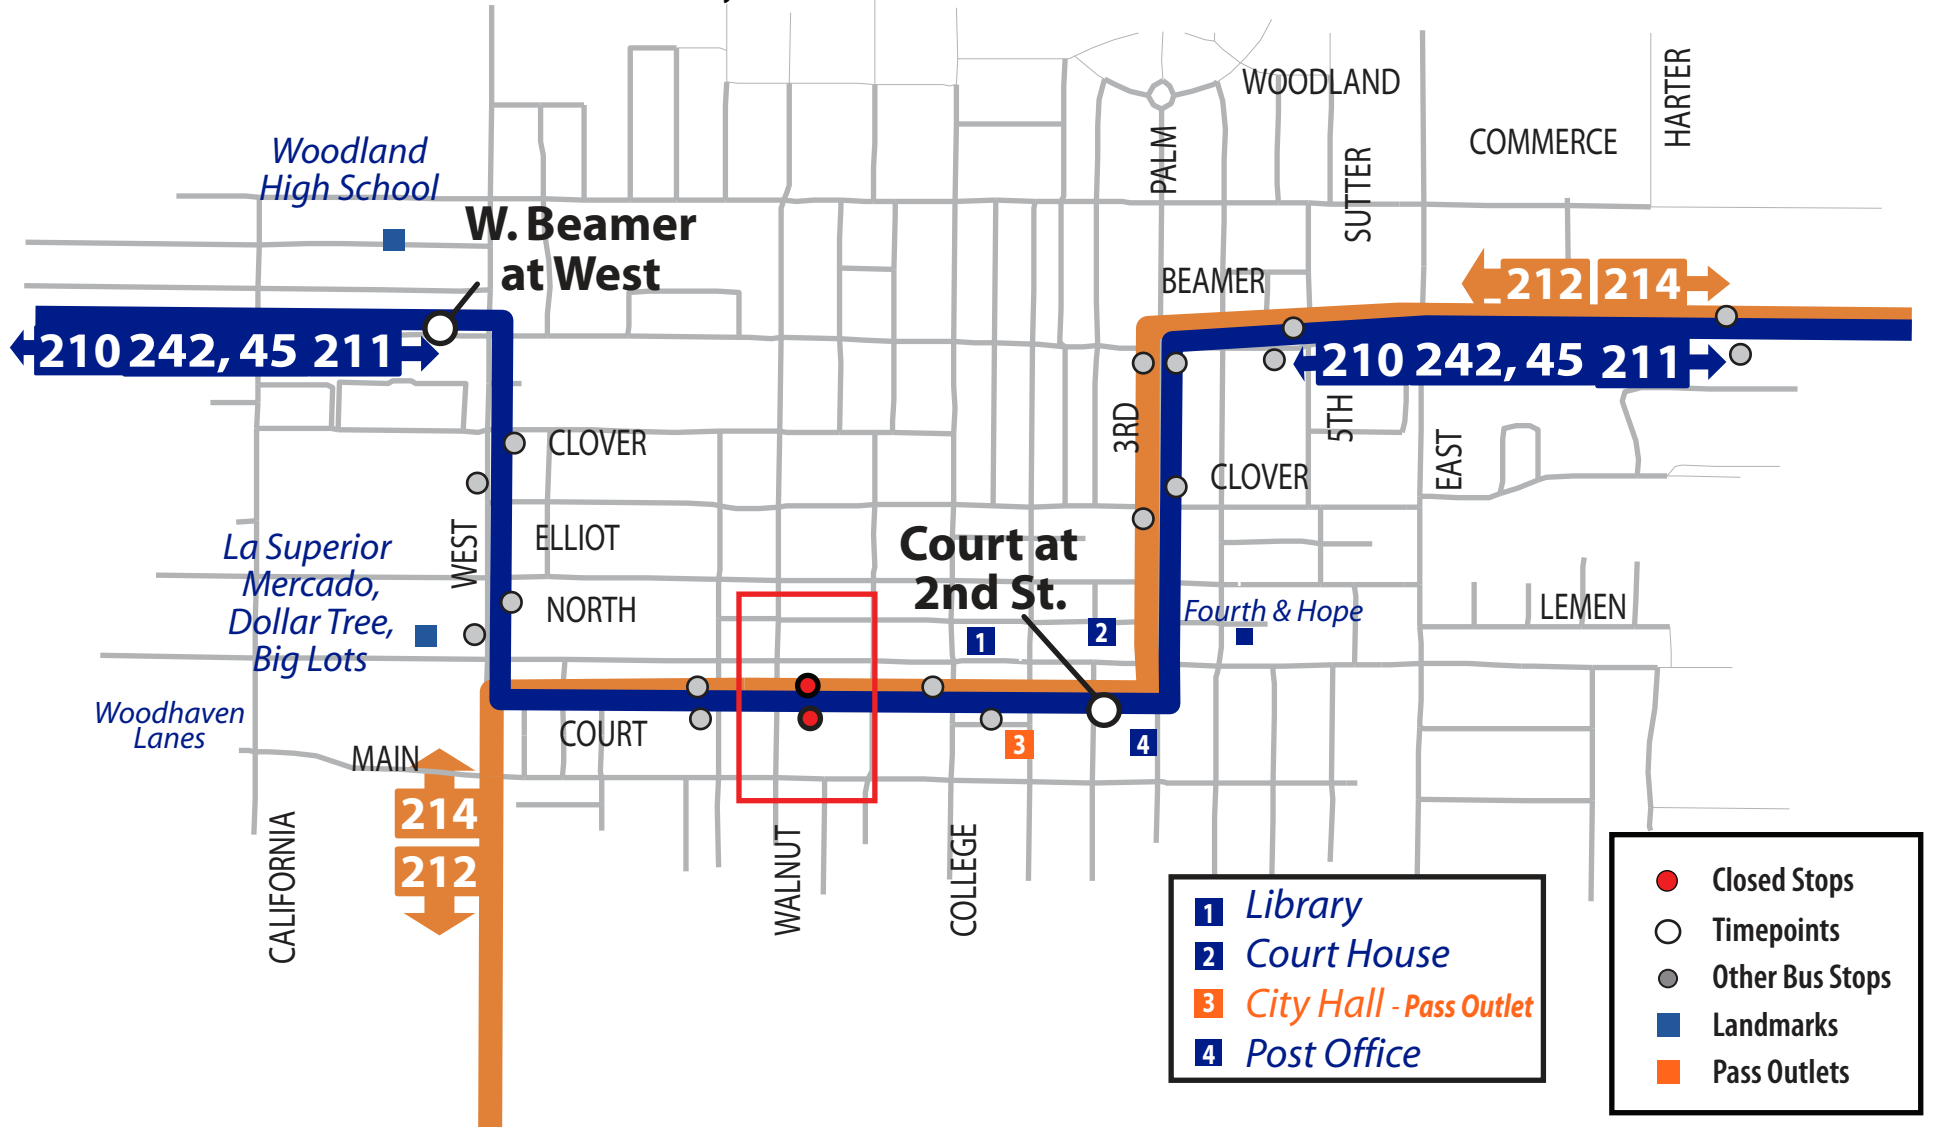 WOODLAND
HARTER
COMMERCE
Woodland
High School
PALM
SUTTER
W. Beamer
at West
BEAMER
212 214
210 242, 45 211
210 242, 45 211
3RD
5TH
CLOVER
EAST
CLOVER
WEST
ELLIOT
La Superior
Mercado,
Dollar Tree,
Big Lots
Court at
2nd St.
NORTH
Fourth & Hope
LEMEN
1
2
Woodhaven
Lanes
COURT
3
4
MAIN
214
212
CALIFORNIA
WALNUT
COLLEGE
1 Library
2 Court House
3 City Hall - Pass Outlet
4 Post Office
Closed Stops
Timepoints
Other Bus Stops
Landmarks
Pass Outlets